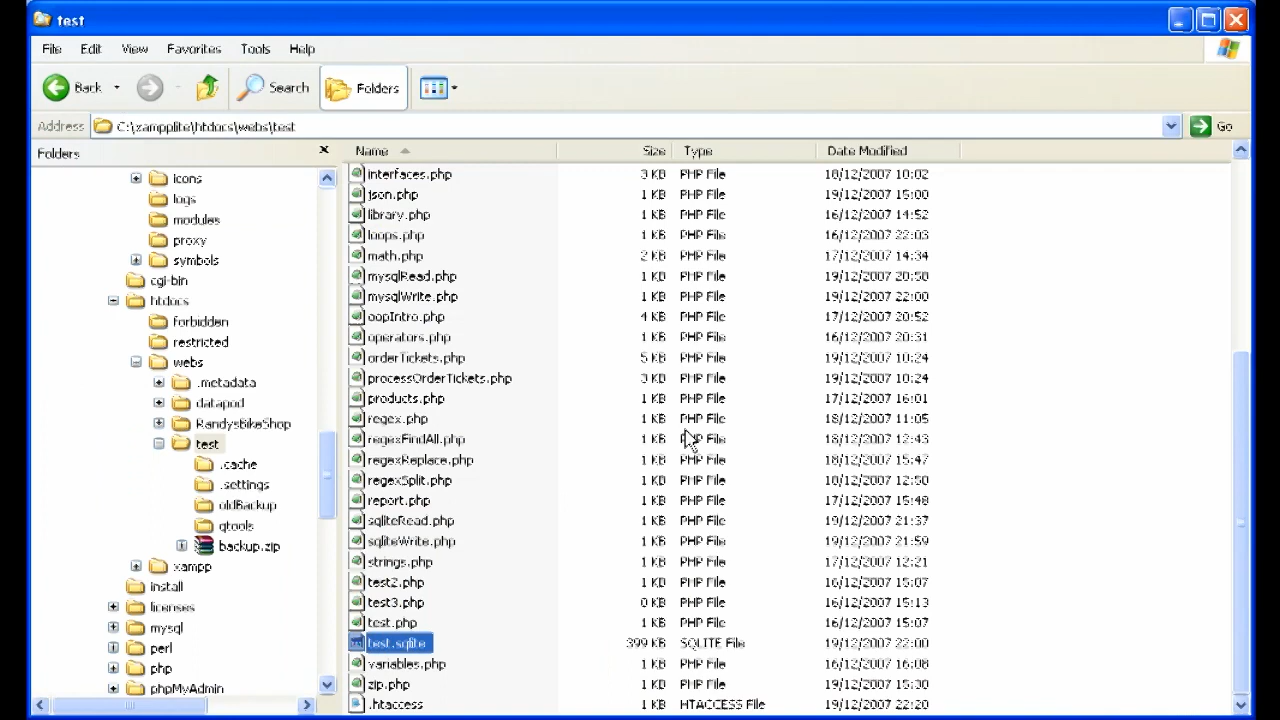 test
File Edit View Favorites Tools Help
Back Search Folders
Address C:\xampplite\htdocs\webs\test Go
Folders
icons
logs
modules
proxy
symbols
cgi-bin
htdocs
forbidden
restricted
webs
.metadata
datapod
RandysBikeShop
test
.cache
.settings
oldBackup
qtools
backup.zip
xampp
install
licenses
mysql
perl
php
phpMyAdmin
Name Size Type Date Modified
interfaces.php 3 KB PHP File 18/12/2007 10:02
json.php 1 KB PHP File 19/12/2007 15:00
library.php 1 KB PHP File 16/12/2007 14:52
loops.php 1 KB PHP File 16/12/2007 22:03
math.php 2 KB PHP File 17/12/2007 14:34
mysqlRead.php 1 KB PHP File 19/12/2007 20:58
mysqlWrite.php 1 KB PHP File 19/12/2007 22:00
oopIntro.php 4 KB PHP File 17/12/2007 20:52
operators.php 1 KB PHP File 16/12/2007 20:31
orderTickets.php 5 KB PHP File 19/12/2007 10:24
processOrderTickets.php 3 KB PHP File 19/12/2007 10:24
products.php 1 KB PHP File 17/12/2007 16:01
regex.php 1 KB PHP File 18/12/2007 11:05
regexFindAll.php 1 KB PHP File 18/12/2007 12:43
regexReplace.php 1 KB PHP File 18/12/2007 15:47
regexSplit.php 1 KB PHP File 18/12/2007 12:50
report.php 1 KB PHP File 17/12/2007 15:48
sqliteRead.php 1 KB PHP File 19/12/2007 21:37
sqliteWrite.php 1 KB PHP File 19/12/2007 21:59
strings.php 1 KB PHP File 17/12/2007 12:21
test2.php 1 KB PHP File 16/12/2007 15:07
test3.php 0 KB PHP File 16/12/2007 15:13
test.php 1 KB PHP File 16/12/2007 15:07
test.sqlite 399 KB SQLITE File 19/12/2007 22:00
variables.php 1 KB PHP File 16/12/2007 16:08
zip.php 1 KB PHP File 19/12/2007 15:30
.htaccess 1 KB HTACCESS File 19/12/2007 22:20